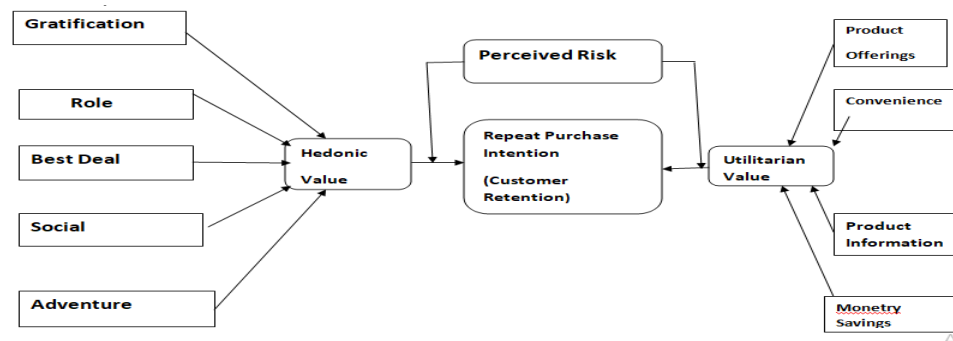 Gratification
Role
Best Deal
Social
Adventure
Hedonic
Value
Perceived Risk
Repeat Purchase
Intention
(Customer
Retention)
Utilitarian
Value
Product
Offerings
Convenience
Product
Information
Monetry
Savings